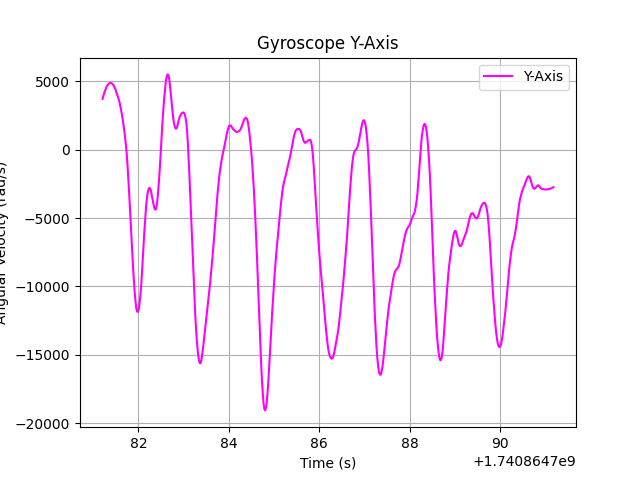 Gyroscope Y-Axis
Y-Axis
5000
0
−5000
−10000
−15000
−20000
Angular Velocity (rad/s)
82
84
86
88
90
+1.7408647e9
Time (s)